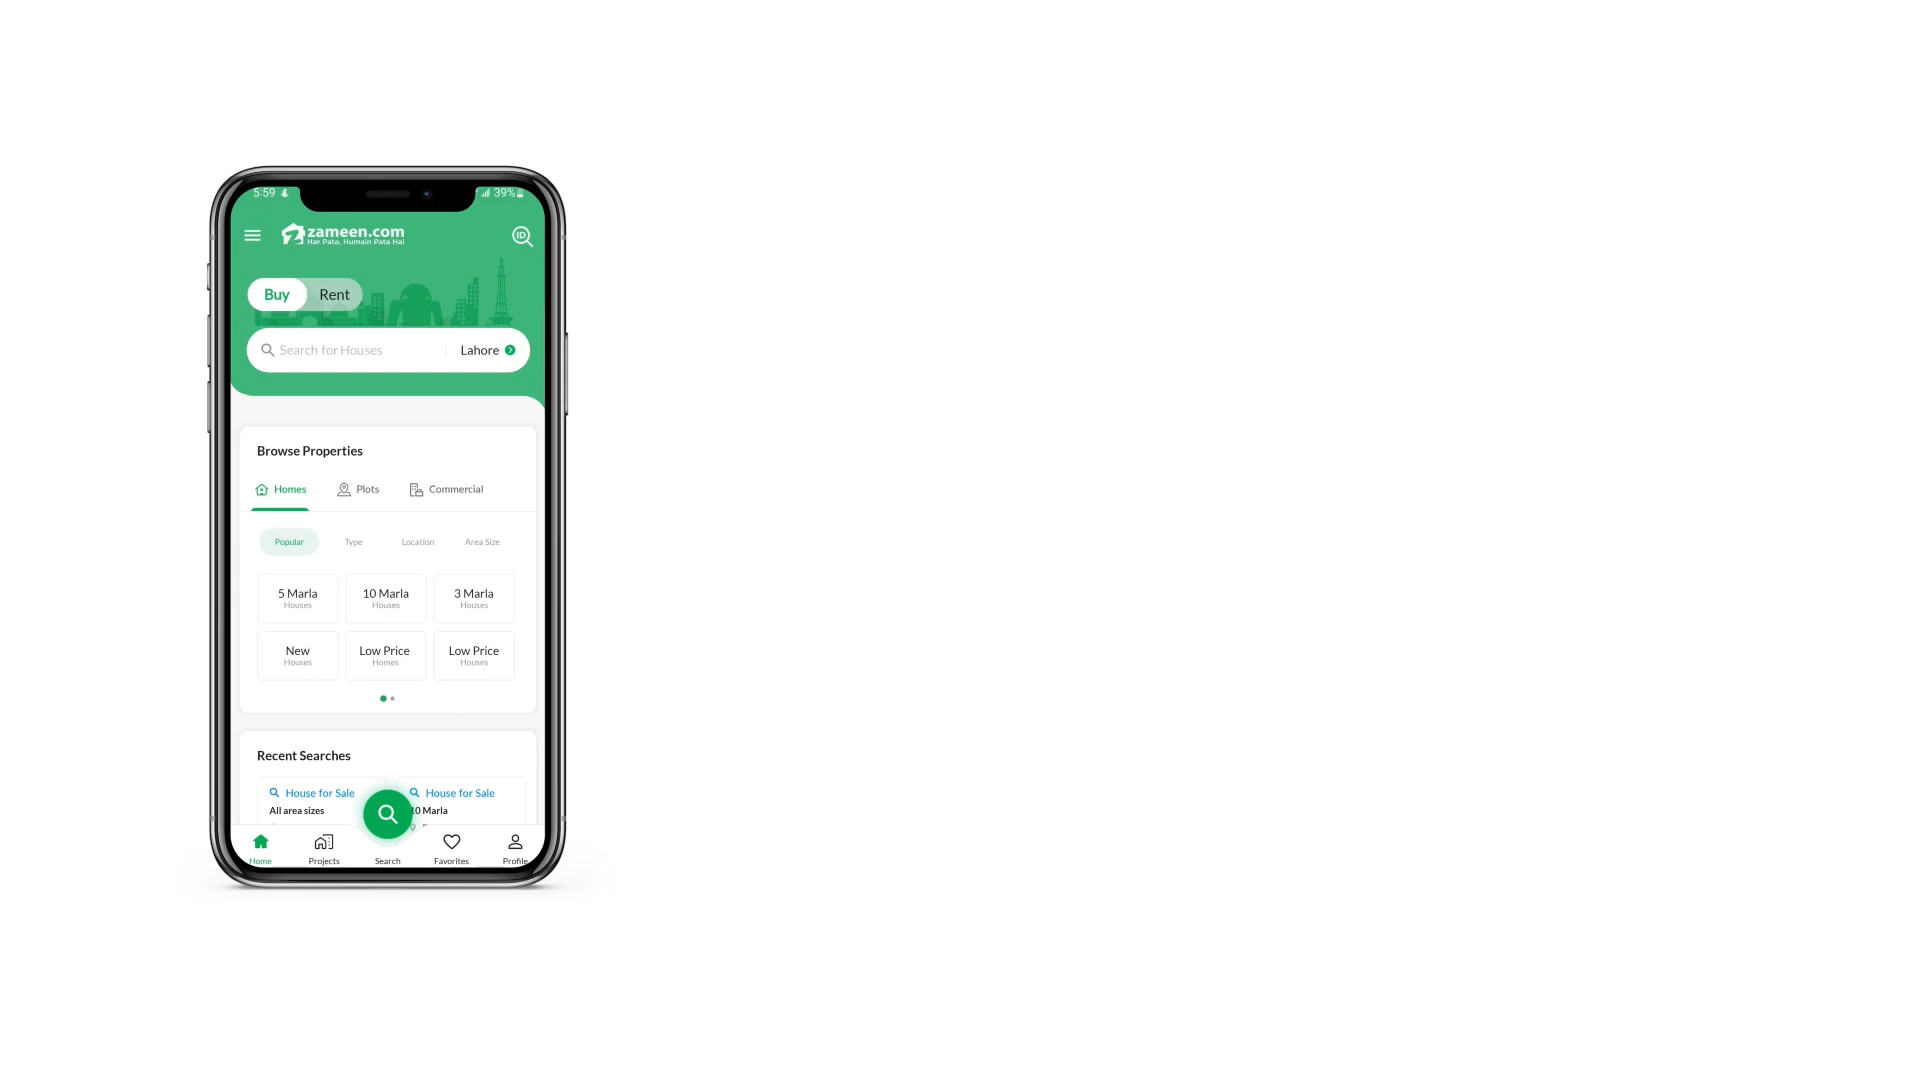 5:59
39%
zameen.com
Har Pata, Humain Pata Hai
ID
Buy Rent
Search for Houses Lahore
Browse Properties
Homes Plots Commercial
Popular Type Location Area Size
5 Marla 10 Marla 3 Marla
Houses Houses Houses
New Low Price Low Price
Houses Homes Houses
Recent Searches
House for Sale House for Sale
All area sizes 10 Marla
Home Projects Search Favorites Profile